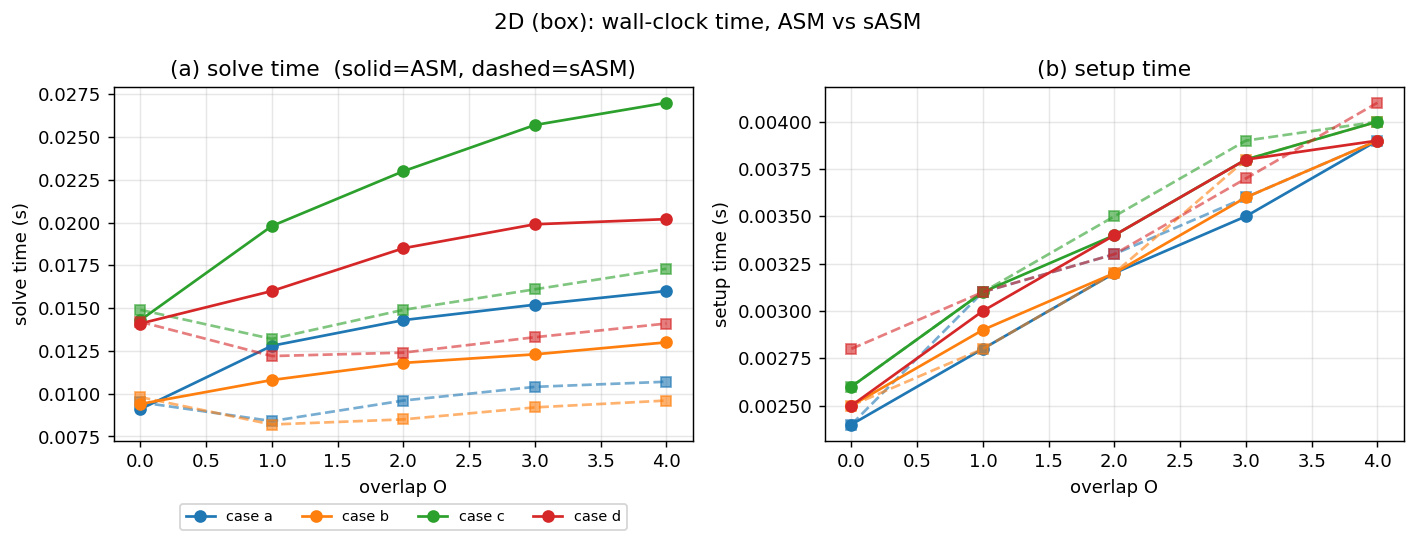 2D (box): wall-clock time, ASM vs sASM
(a) solve time (solid=ASM, dashed=sASM)
0.0275
0.0250
0.0225
0.0200
0.0175
0.0150
0.0125
0.0100
0.0075
solve time (s)
0.0 0.5 1.0 1.5 2.0 2.5 3.0 3.5 4.0
overlap O
case a case b case c case d
(b) setup time
0.00400
0.00375
0.00350
0.00325
0.00300
0.00275
0.00250
setup time (s)
0.0 0.5 1.0 1.5 2.0 2.5 3.0 3.5 4.0
overlap O